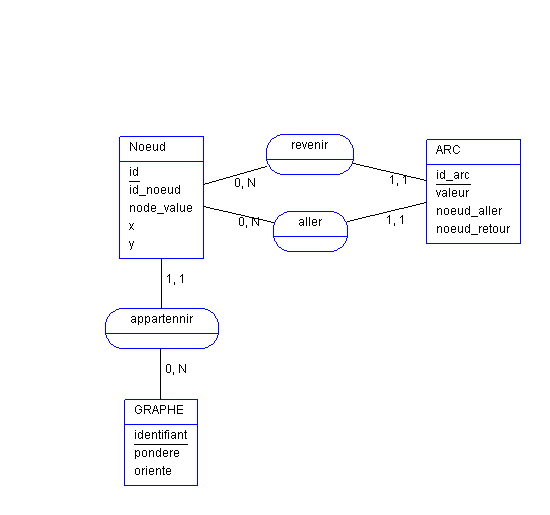 Noeud
id
id_noeud
node_value
x
y
revenir
0, N
1, 1
ARC
id_arc
valeur
noeud_aller
noeud_retour
aller
0, N
1, 1
1, 1
appartennir
0, N
GRAPHE
identifiant
pondere
oriente